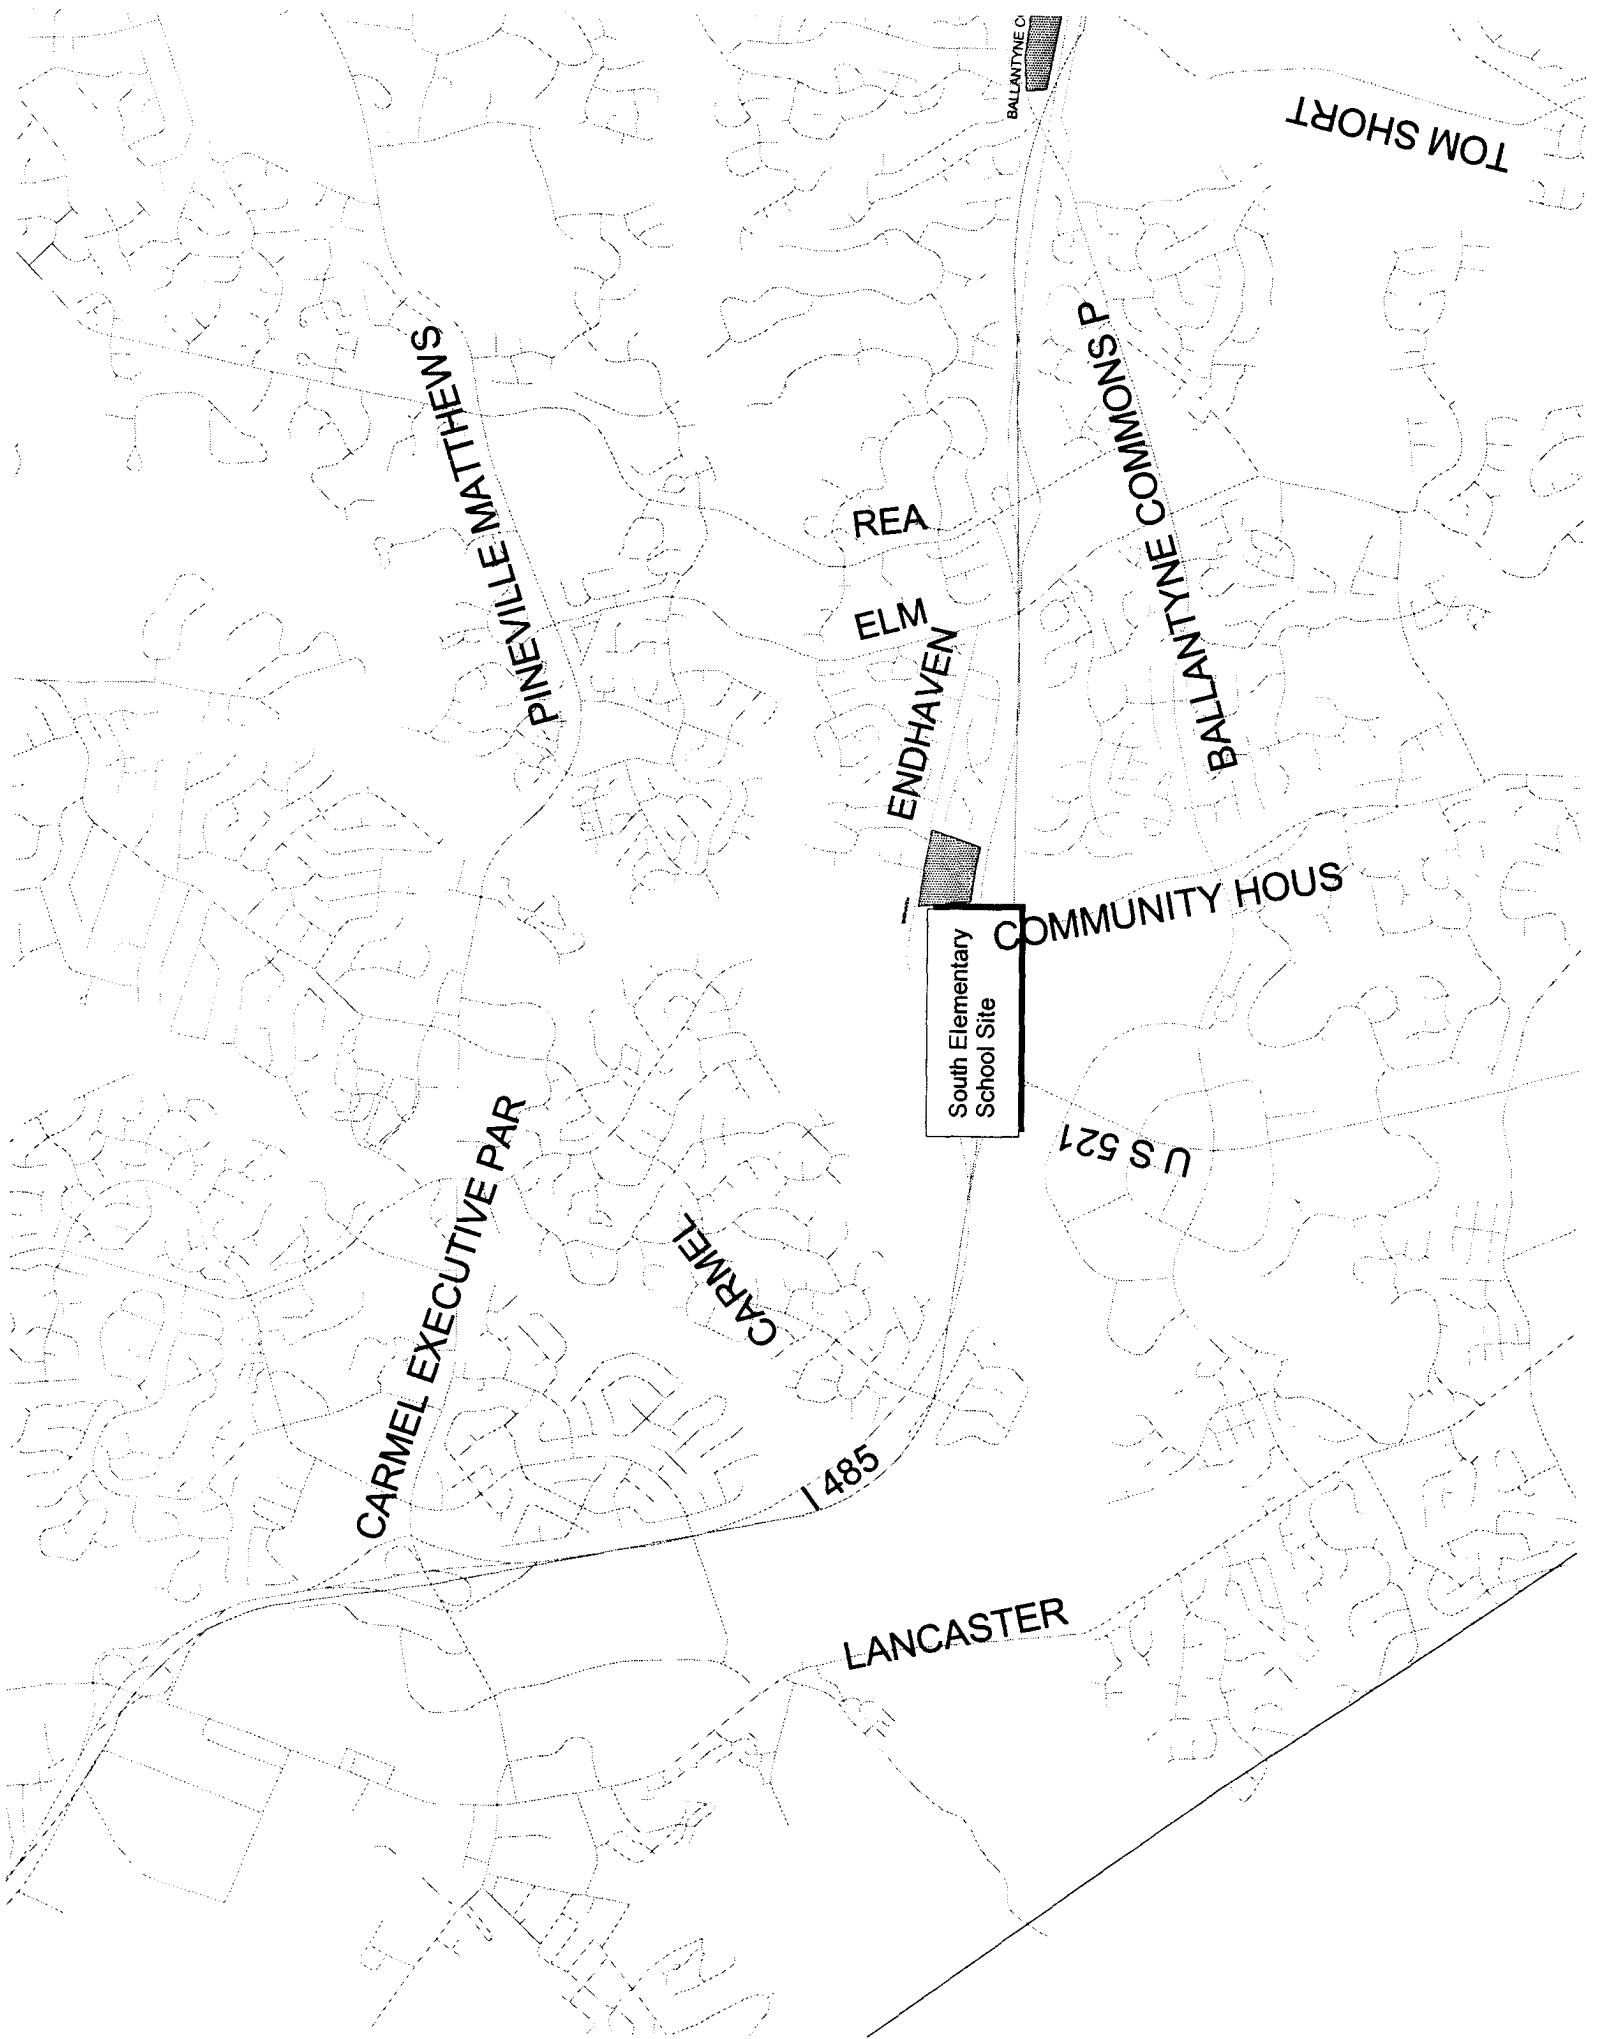 BALLANTYNE CO
TOM SHORT
PINEVILLE MATTHEWS
BALLANTYNE COMMONS P
REA
ELM
ENDHAVEN
COMMUNITY HOUS
South Elementary
School Site
U S 521
CARMEL EXECUTIVE PAR
CARMEL
I 485
LANCASTER